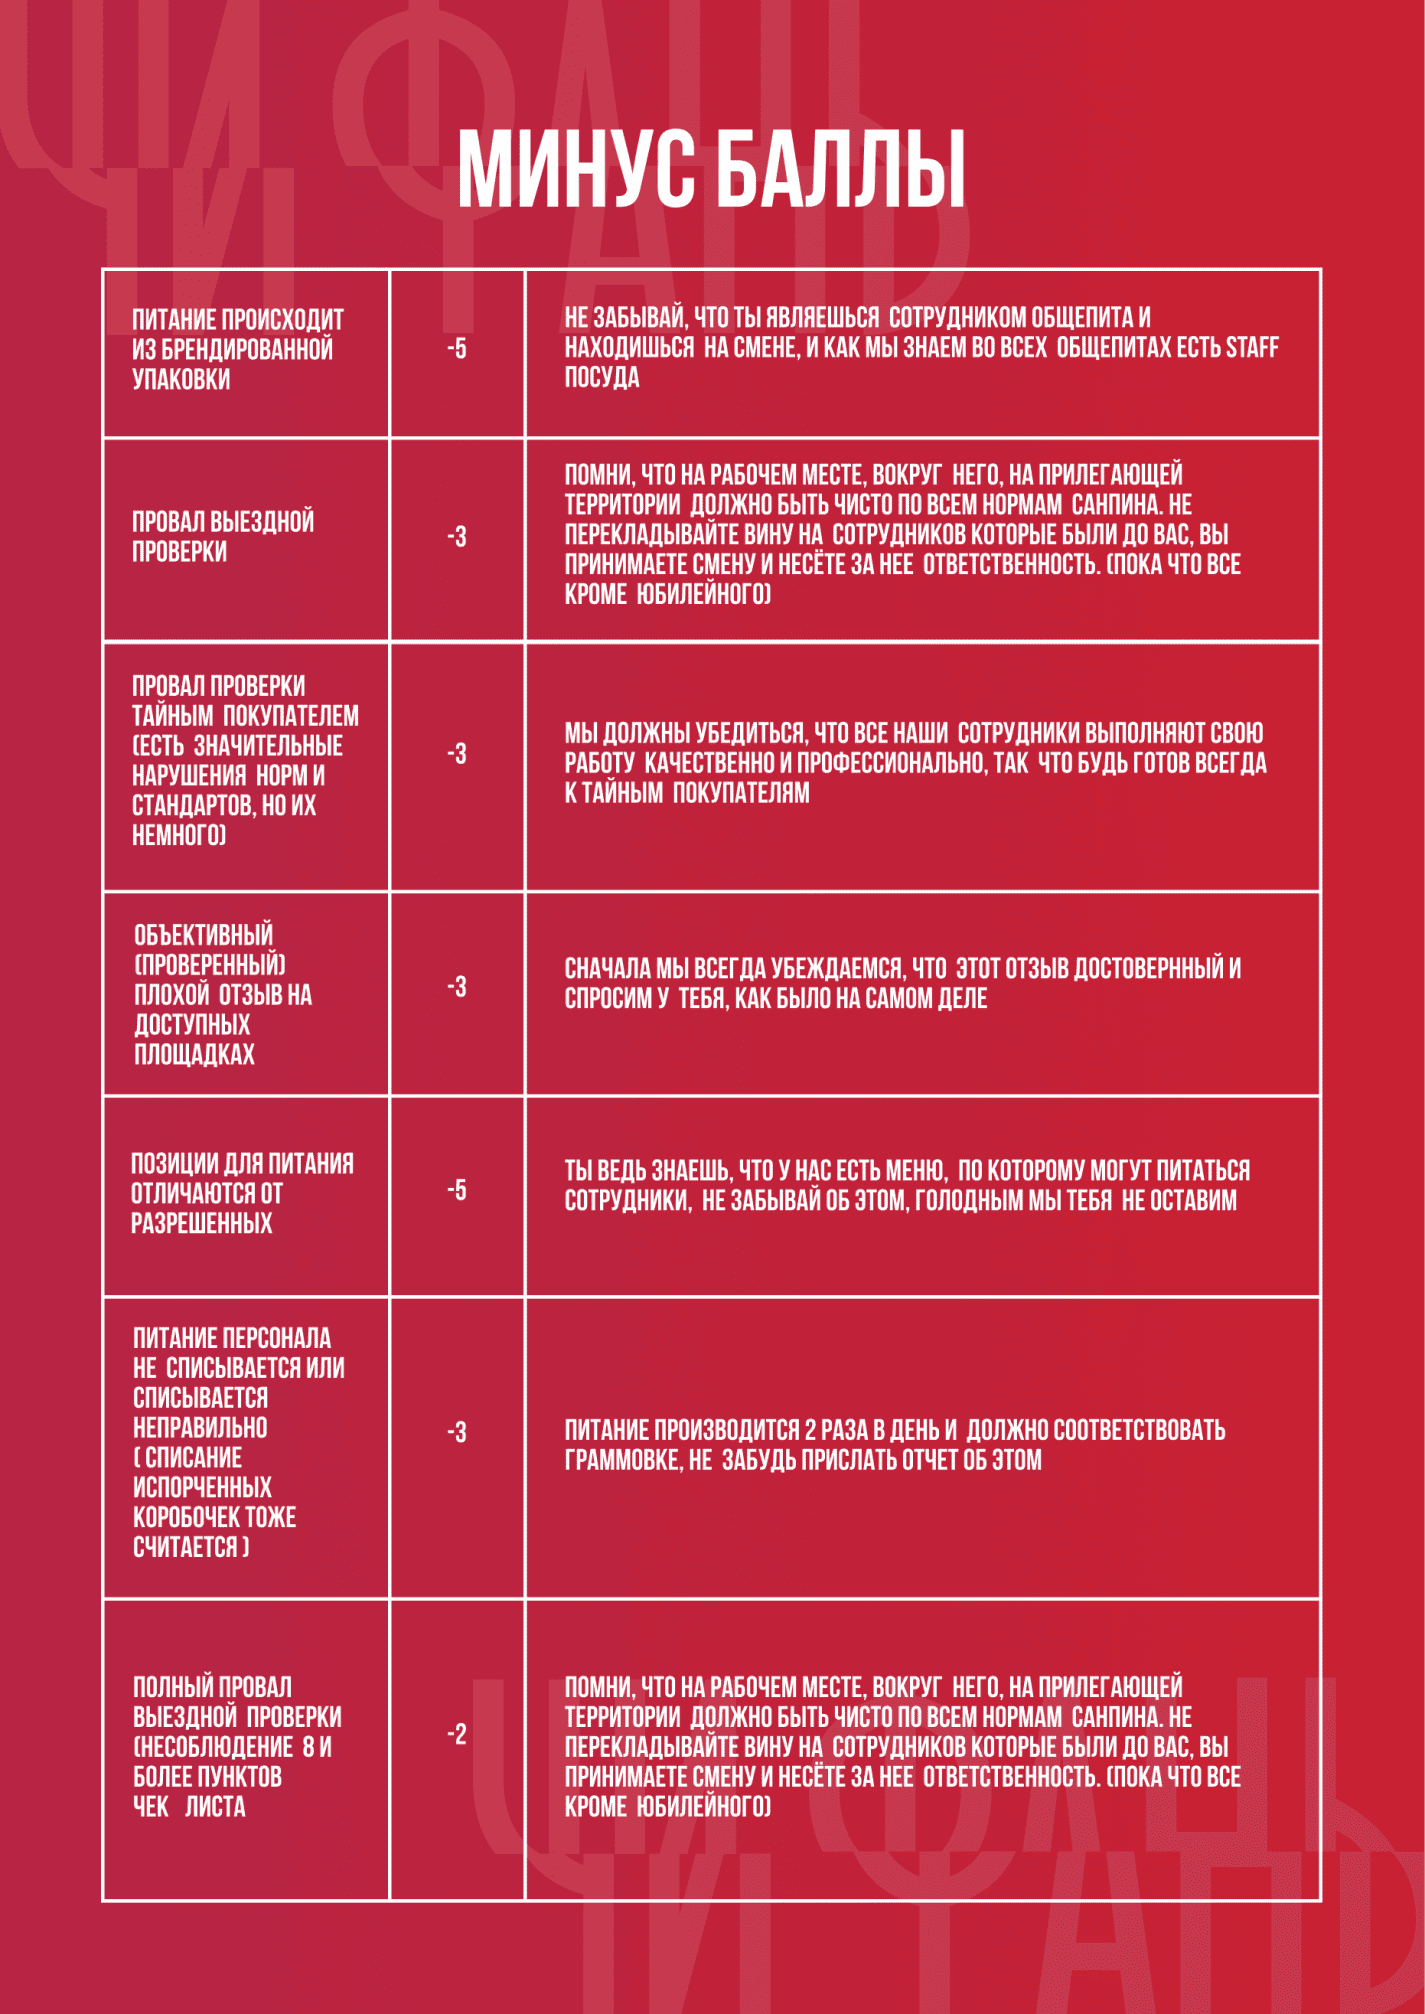 ЧИ ФАНЬ
ЧИ ФАНЬ
МИНУС БАЛЛЫ
ПИТАНИЕ ПРОИСХОДИТ
ИЗ БРЕНДИРОВАННОЙ
УПАКОВКИ
-5
НЕ ЗАБЫВАЙ, ЧТО ТЫ ЯВЛЯЕШЬСЯ СОТРУДНИКОМ ОБЩЕПИТА И
НАХОДИШЬСЯ НА СМЕНЕ, И КАК МЫ ЗНАЕМ ВО ВСЕХ ОБЩЕПИТАХ ЕСТЬ STAFF
ПОСУДА
ПРОВАЛ ВЫЕЗДНОЙ
ПРОВЕРКИ
-3
ПОМНИ, ЧТО НА РАБОЧЕМ МЕСТЕ, ВОКРУГ НЕГО, НА ПРИЛЕГАЮЩЕЙ
ТЕРРИТОРИИ ДОЛЖНО БЫТЬ ЧИСТО ПО ВСЕМ НОРМАМ САНПИНА. НЕ
ПЕРЕКЛАДЫВАЙТЕ ВИНУ НА СОТРУДНИКОВ КОТОРЫЕ БЫЛИ ДО ВАС, ВЫ
ПРИНИМАЕТЕ СМЕНУ И НЕСЁТЕ ЗА НЕЕ ОТВЕТСТВЕННОСТЬ. (ПОКА ЧТО ВСЕ
КРОМЕ ЮБИЛЕЙНОГО)
ПРОВАЛ ПРОВЕРКИ
ТАЙНЫМ ПОКУПАТЕЛЕМ
(ЕСТЬ ЗНАЧИТЕЛЬНЫЕ
НАРУШЕНИЯ НОРМ И
СТАНДАРТОВ, НО ИХ
НЕМНОГО)
-3
МЫ ДОЛЖНЫ УБЕДИТЬСЯ, ЧТО ВСЕ НАШИ СОТРУДНИКИ ВЫПОЛНЯЮТ СВОЮ
РАБОТУ КАЧЕСТВЕННО И ПРОФЕССИОНАЛЬНО, ТАК ЧТО БУДЬ ГОТОВ ВСЕГДА
К ТАЙНЫМ ПОКУПАТЕЛЯМ
ОБЪЕКТИВНЫЙ
(ПРОВЕРЕННЫЙ)
ПЛОХОЙ ОТЗЫВ НА
ДОСТУПНЫХ
ПЛОЩАДКАХ
-3
СНАЧАЛА МЫ ВСЕГДА УБЕЖДАЕМСЯ, ЧТО ЭТОТ ОТЗЫВ ДОСТОВЕРННЫЙ И
СПРОСИМ У ТЕБЯ, КАК БЫЛО НА САМОМ ДЕЛЕ
ПОЗИЦИИ ДЛЯ ПИТАНИЯ
ОТЛИЧАЮТСЯ ОТ
РАЗРЕШЕННЫХ
-5
ТЫ ВЕДЬ ЗНАЕШЬ, ЧТО У НАС ЕСТЬ МЕНЮ, ПО КОТОРОМУ МОГУТ ПИТАТЬСЯ
СОТРУДНИКИ, НЕ ЗАБЫВАЙ ОБ ЭТОМ, ГОЛОДНЫМ МЫ ТЕБЯ НЕ ОСТАВИМ
ПИТАНИЕ ПЕРСОНАЛА
НЕ СПИСЫВАЕТСЯ ИЛИ
СПИСЫВАЕТСЯ
НЕПРАВИЛЬНО
( СПИСАНИЕ
ИСПОРЧЕННЫХ
КОРОБОЧЕК ТОЖЕ
СЧИТАЕТСЯ )
-3
ПИТАНИЕ ПРОИЗВОДИТСЯ 2 РАЗА В ДЕНЬ И ДОЛЖНО СООТВЕТСТВОВАТЬ
ГРАММОВКЕ, НЕ ЗАБУДЬ ПРИСЛАТЬ ОТЧЕТ ОБ ЭТОМ
ПОЛНЫЙ ПРОВАЛ
ВЫЕЗДНОЙ ПРОВЕРКИ
(НЕСОБЛЮДЕНИЕ 8 И
БОЛЕЕ ПУНКТОВ
ЧЕК ЛИСТА
-2
ПОМНИ, ЧТО НА РАБОЧЕМ МЕСТЕ, ВОКРУГ НЕГО, НА ПРИЛЕГАЮЩЕЙ
ТЕРРИТОРИИ ДОЛЖНО БЫТЬ ЧИСТО ПО ВСЕМ НОРМАМ САНПИНА. НЕ
ПЕРЕКЛАДЫВАЙТЕ ВИНУ НА СОТРУДНИКОВ КОТОРЫЕ БЫЛИ ДО ВАС, ВЫ
ПРИНИМАЕТЕ СМЕНУ И НЕСЁТЕ ЗА НЕЕ ОТВЕТСТВЕННОСТЬ. (ПОКА ЧТО ВСЕ
КРОМЕ ЮБИЛЕЙНОГО)
ЧИ ФАНЬ
ЧИ ФАНЬ